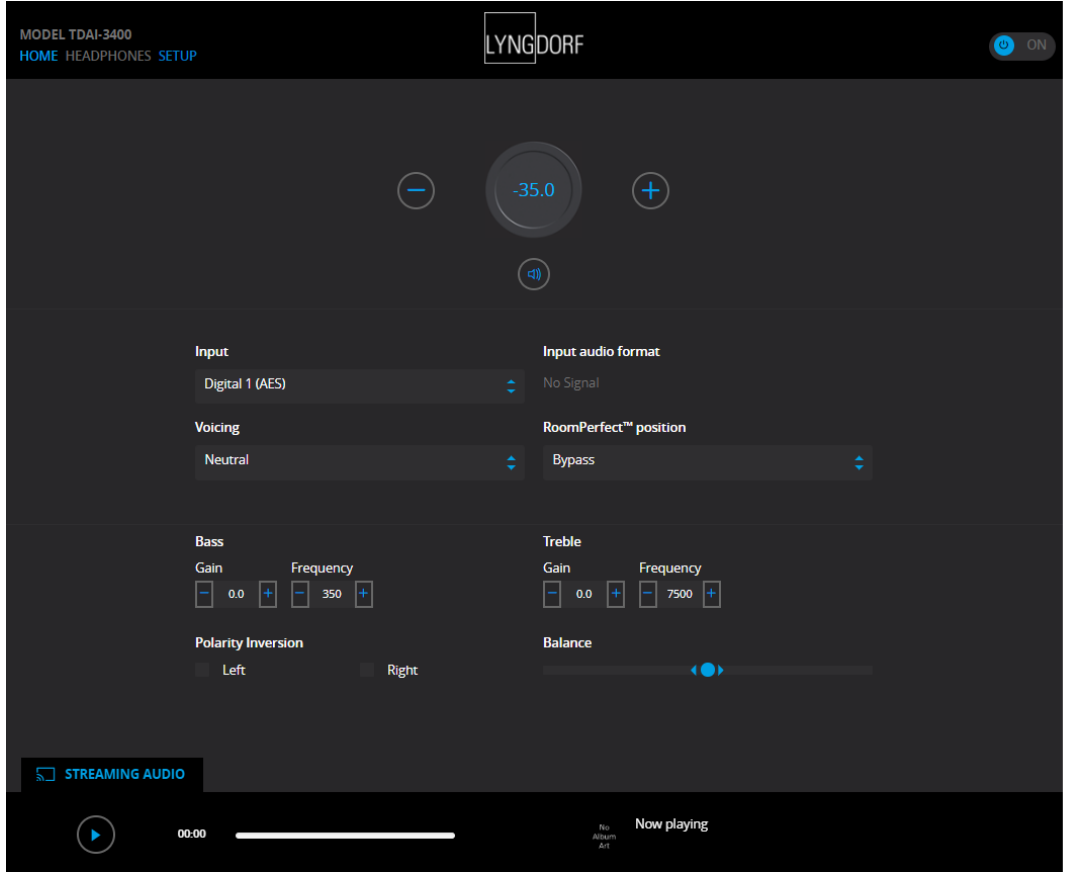 MODEL TDAI-3400
HOME HEADPHONES SETUP
LYNGDORF
ON
-35.0
Input
Input audio format
Digital 1 (AES)
No Signal
Voicing
RoomPerfect™ position
Neutral
Bypass
Bass
Treble
Gain Frequency
Gain Frequency
− 0.0 + − 350 +
− 0.0 + − 7500 +
Polarity Inversion
Balance
Left Right
STREAMING AUDIO
00:00
No
Album
Art
Now playing